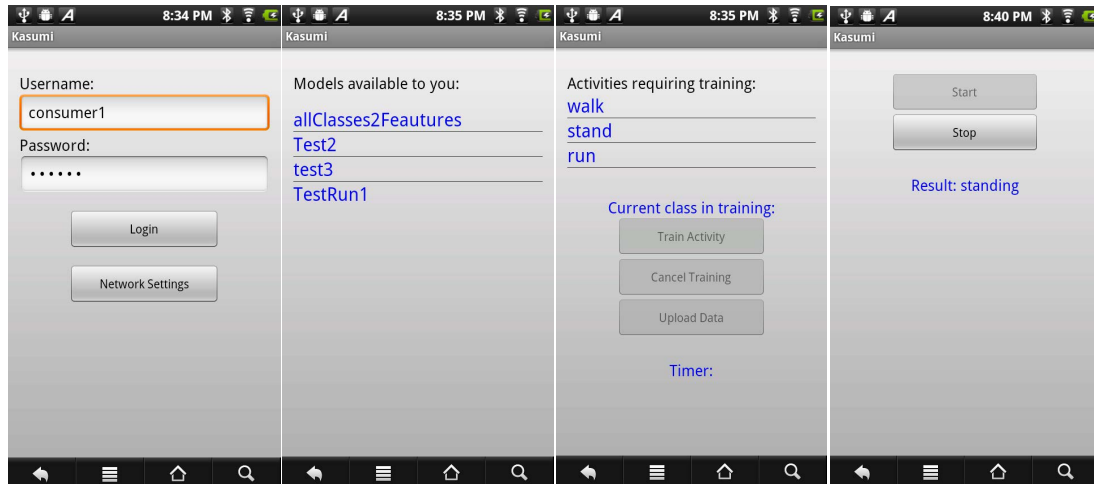 8:34 PM
Kasumi
Username:
consumer1
Password:
••••••
Login
Network Settings
8:35 PM
Kasumi
Models available to you:
allClasses2Feautures
Test2
test3
TestRun1
8:35 PM
Kasumi
Activities requiring training:
walk
stand
run
Current class in training:
Train Activity
Cancel Training
Upload Data
Timer:
8:40 PM
Kasumi
Start
Stop
Result: standing